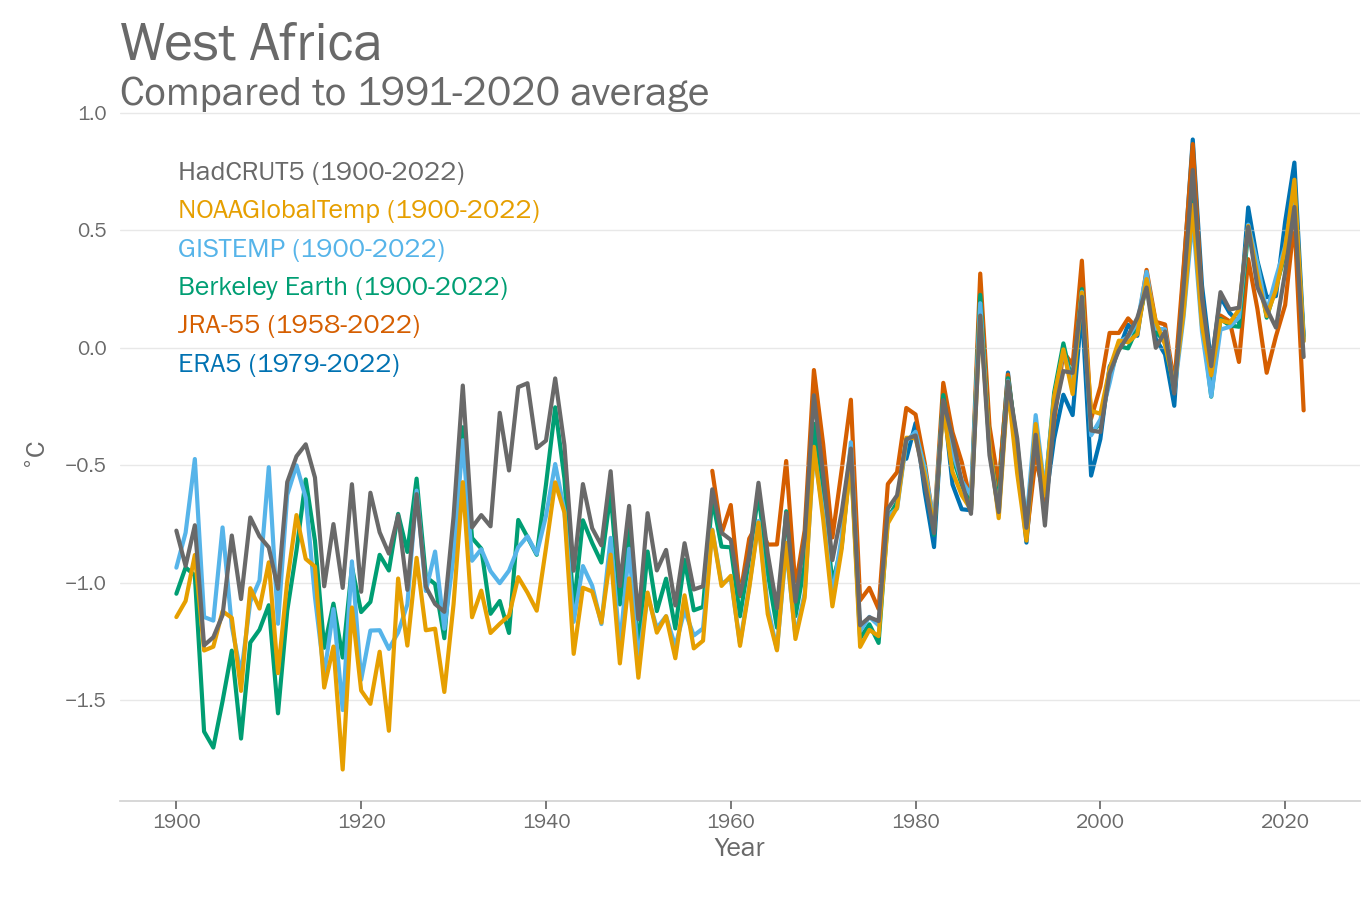 West Africa
Compared to 1991-2020 average
1.0
HadCRUT5 (1900-2022)
NOAAGlobalTemp (1900-2022)
0.5
GISTEMP (1900-2022)
Berkeley Earth (1900-2022)
JRA-55 (1958-2022)
0.0
ERA5 (1979-2022)
°C
−0.5
−1.0
−1.5
1900 1920 1940 1960 1980 2000 2020
Year